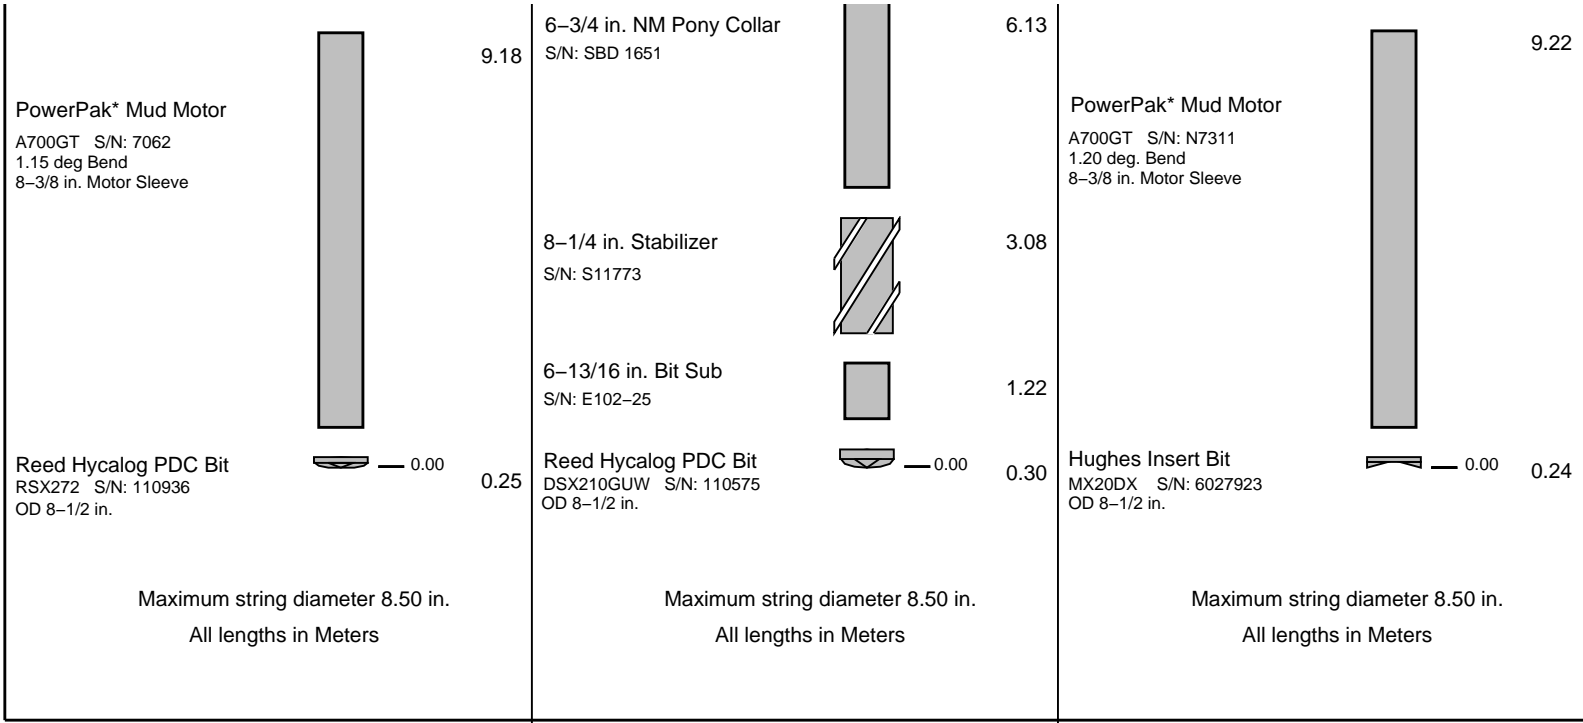 9.18
PowerPak* Mud Motor
A700GT S/N: 7062
1.15 deg Bend
8–3/8 in. Motor Sleeve
Reed Hycalog PDC Bit
0.00
RSX272 S/N: 110936
0.25
OD 8–1/2 in.
Maximum string diameter 8.50 in.
All lengths in Meters
6–3/4 in. NM Pony Collar
6.13
S/N: SBD 1651
8–1/4 in. Stabilizer
3.08
S/N: S11773
6–13/16 in. Bit Sub
1.22
S/N: E102–25
Reed Hycalog PDC Bit
0.00
0.30
DSX210GUW S/N: 110575
OD 8–1/2 in.
Maximum string diameter 8.50 in.
All lengths in Meters
9.22
PowerPak* Mud Motor
A700GT S/N: N7311
1.20 deg. Bend
8–3/8 in. Motor Sleeve
Hughes Insert Bit
0.00
0.24
MX20DX S/N: 6027923
OD 8–1/2 in.
Maximum string diameter 8.50 in.
All lengths in Meters